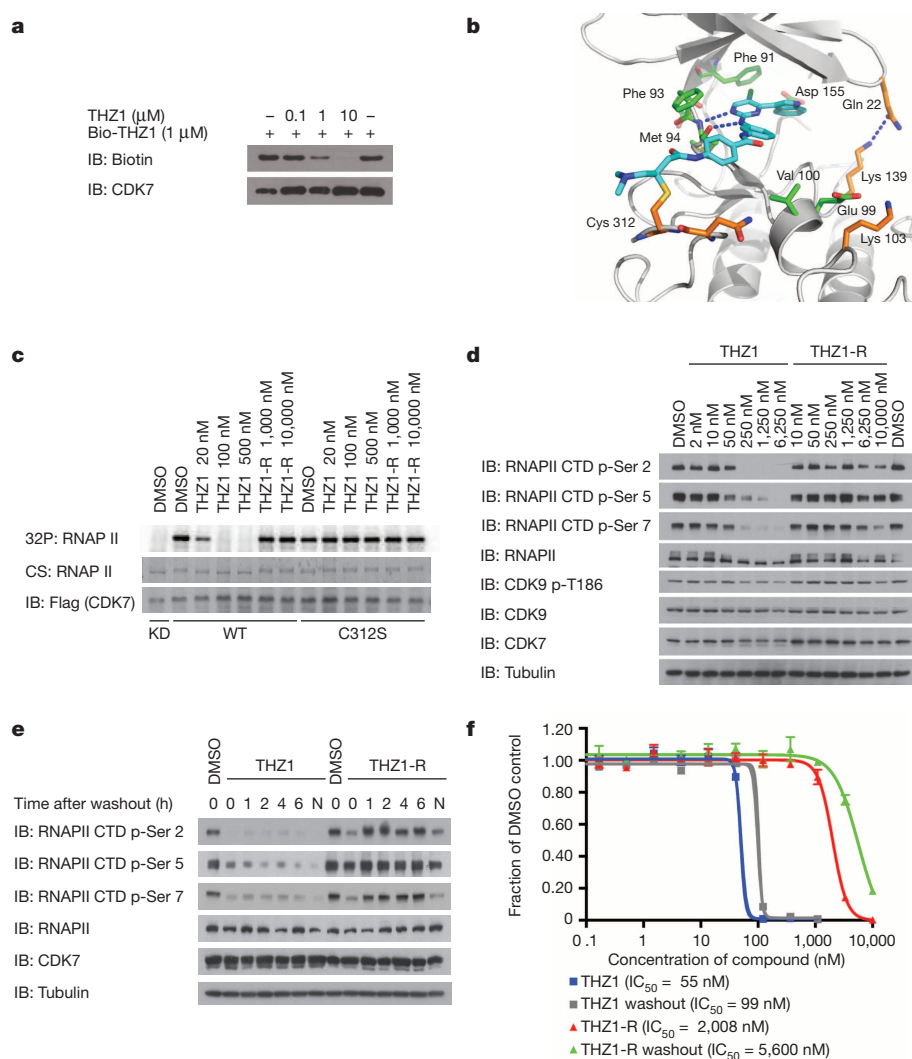 a
THZ1 (μM) – 0.1 1 10 –
Bio-THZ1 (1 μM) + + + + +
IB: Biotin
IB: CDK7
b
Phe 91
Phe 93
Asp 155
Gln 22
Met 94
Val 100
Lys 139
Cys 312
Glu 99
Lys 103
c
DMSO DMSO THZ1 20 nM THZ1 100 nM THZ1 500 nM THZ1-R 1,000 nM THZ1-R 10,000 nM DMSO THZ1 20 nM THZ1 100 nM THZ1 500 nM THZ1-R 1,000 nM THZ1-R 10,000 nM
32P: RNAP II
CS: RNAP II
IB: Flag (CDK7)
KD WT C312S
d
THZ1 THZ1-R
DMSO 2 nM 10 nM 50 nM 250 nM 1,250 nM 6,250 nM 10 nM 50 nM 250 nM 1,250 nM 6,250 nM 10,000 nM DMSO
IB: RNAPII CTD p-Ser 2
IB: RNAPII CTD p-Ser 5
IB: RNAPII CTD p-Ser 7
IB: RNAPII
IB: CDK9 p-T186
IB: CDK9
IB: CDK7
IB: Tubulin
e
DMSO THZ1 DMSO THZ1-R
Time after washout (h) 0 0 1 2 4 6 N 0 0 1 2 4 6 N
IB: RNAPII CTD p-Ser 2
IB: RNAPII CTD p-Ser 5
IB: RNAPII CTD p-Ser 7
IB: RNAPII
IB: CDK7
IB: Tubulin
f
Fraction of DMSO control
1.20
1.00
0.80
0.60
0.40
0.20
0
0.1 1 10 100 1,000 10,000
Concentration of compound (nM)
THZ1 (IC50 = 55 nM)
THZ1 washout (IC50 = 99 nM)
THZ1-R (IC50 = 2,008 nM)
THZ1-R washout (IC50 = 5,600 nM)